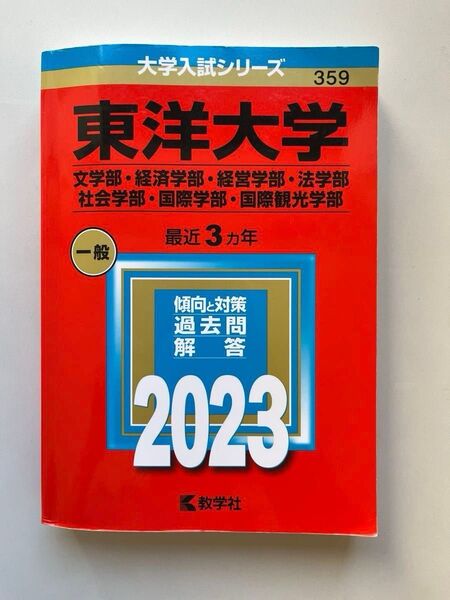 大学入試シリーズ
359
東洋大学
文学部・経済学部・経営学部・法学部
社会学部・国際学部・国際観光学部
最近3カ年
一般
傾向と対策
過去問
解答
2023
教学社